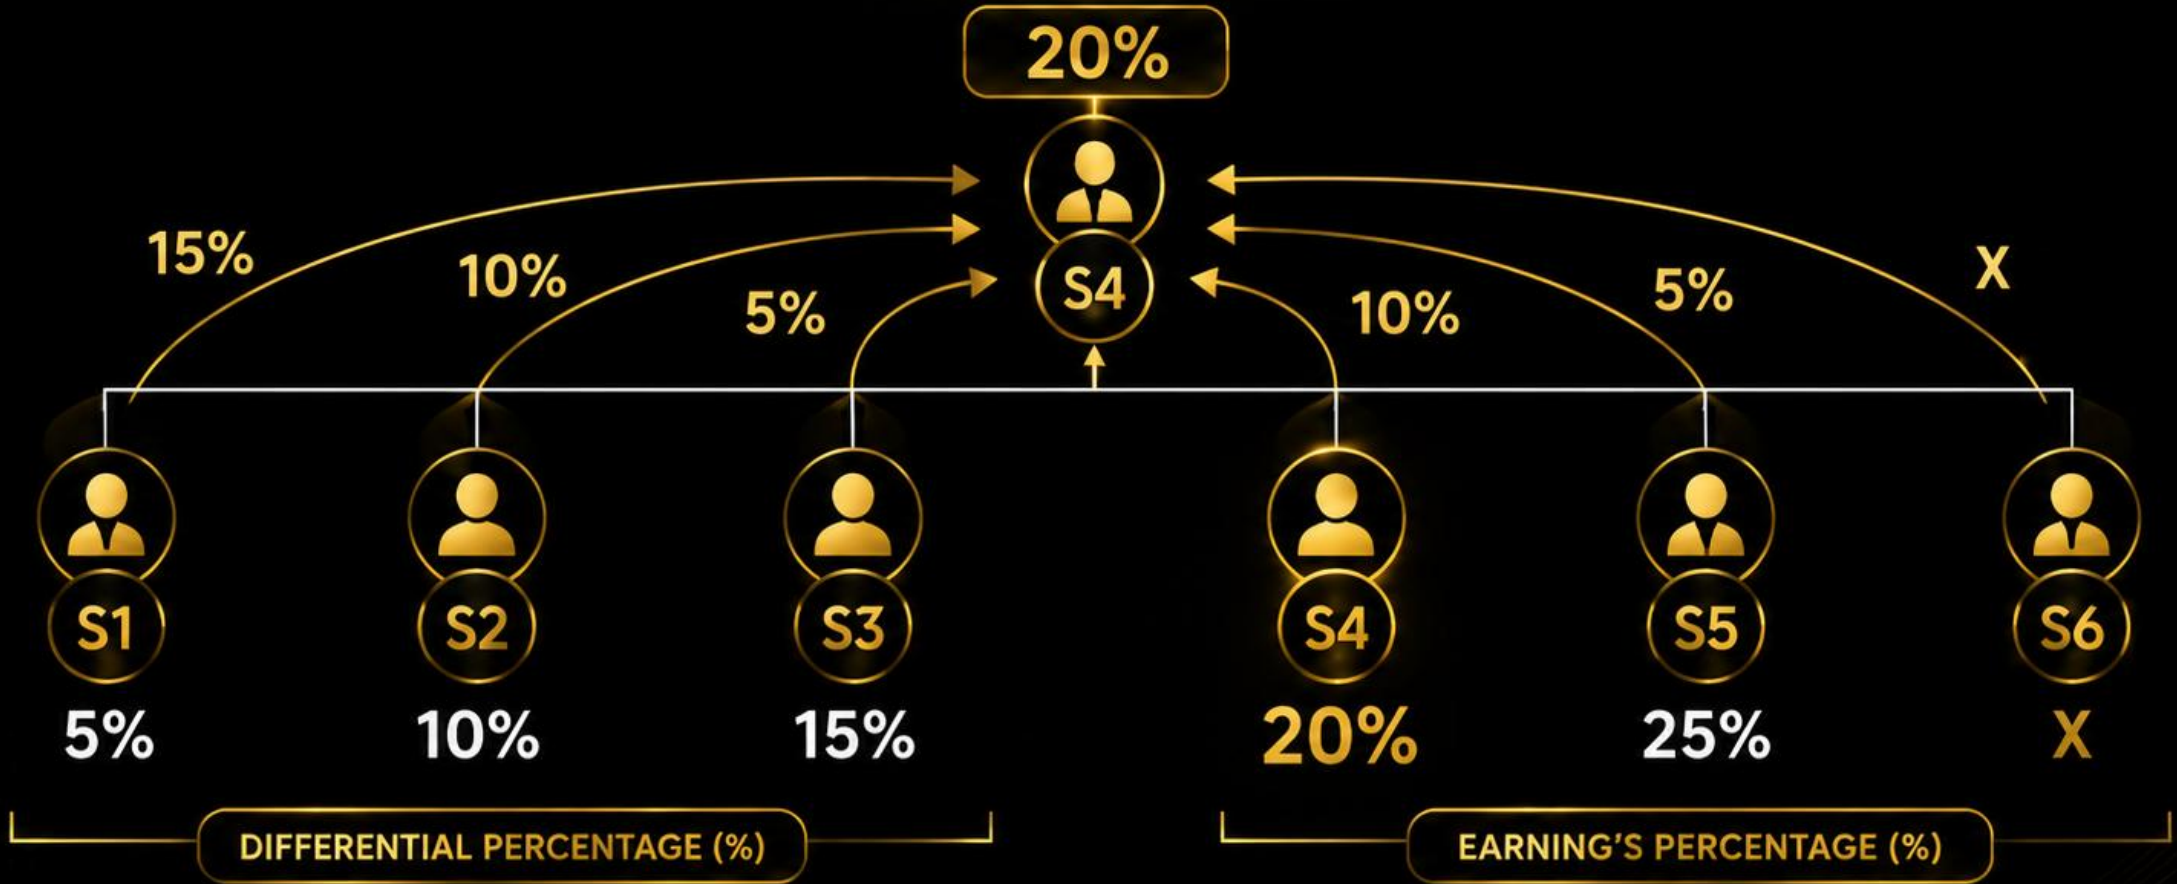 20%
S4
15%
10%
5%
10%
5%
X
S1
S2
S3
S4
S5
S6
5%
10%
15%
20%
25%
X
DIFFERENTIAL PERCENTAGE (%)
EARNING'S PERCENTAGE (%)